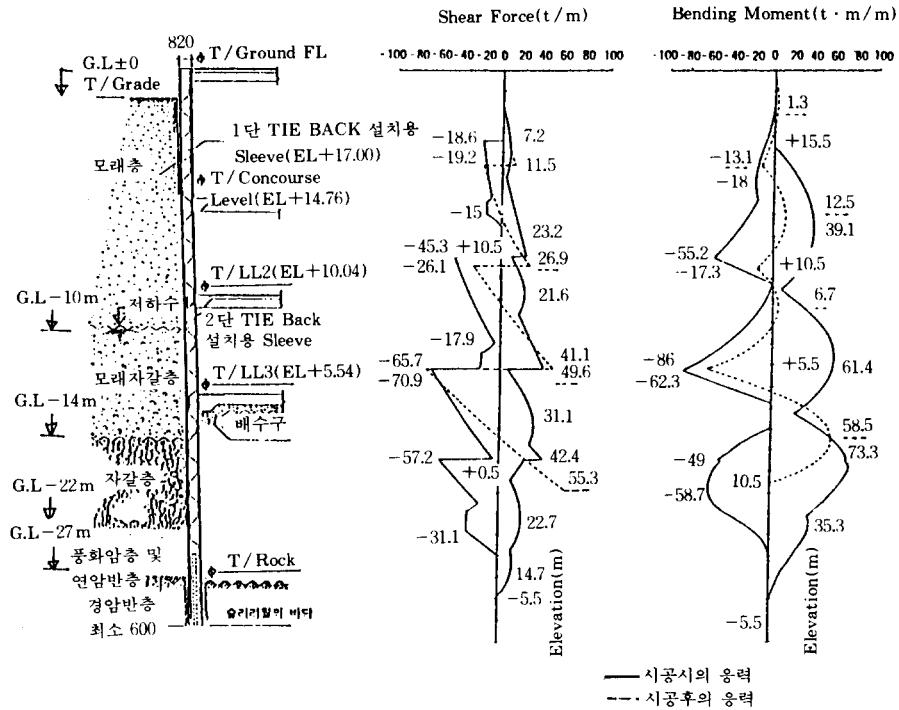 Shear Force(t/m)
Bending Moment(t·m/m)
820
T/Ground FL
-100 -80 -60 -40 -20 0 20 40 60 80 100
-100 -80 -60 -40 -20 0 20 40 60 80 100
G.L±0
T/Grade
1단 TIE BACK 설치용
Sleeve(EL+17.00)
모래층
T/Concourse
Level(EL+14.76)
T/LL2(EL+10.04)
G.L-10m
저하수
2단 TIE Back
설치용 Sleeve
모래자갈층
T/LL3(EL+5.54)
G.L-14m
배수구
자갈층
G.L-22m
G.L-27m
풍화암층 및
연암반층
T/Rock
경암반층
최소 600
-18.6
7.2
-19.2
11.5
-15
23.2
-45.3
+10.5
26.9
-26.1
21.6
-17.9
41.1
-65.7
49.6
-70.9
31.1
-57.2
42.4
+0.5
55.3
22.7
-31.1
14.7
-5.5
Elevation(m)
1.3
+15.5
-13.1
-18
12.5
39.1
-55.2
-17.3
+10.5
6.7
-86
+5.5
61.4
-62.3
58.5
73.3
-49
10.5
-58.7
35.3
-5.5
Elevation(m)
시공시의 응력
시공후의 응력